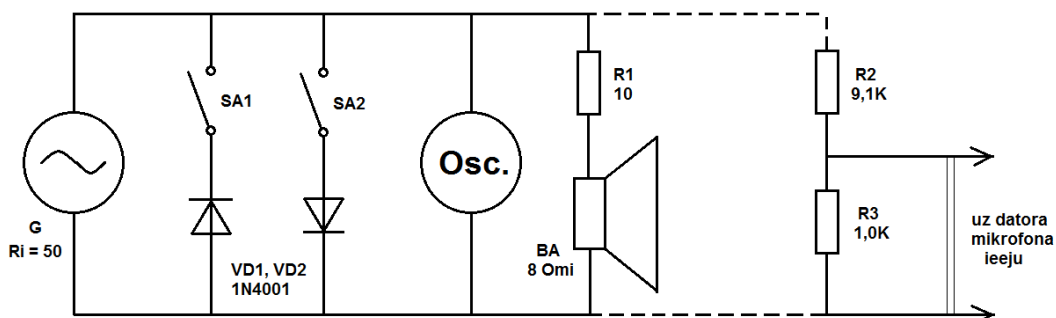 G
Ri = 50
SA1
SA2
VD1, VD2
1N4001
Osc.
R1
10
BA
8 Omi
R2
9,1K
R3
1,0K
uz datora
mikrofona
ieeju